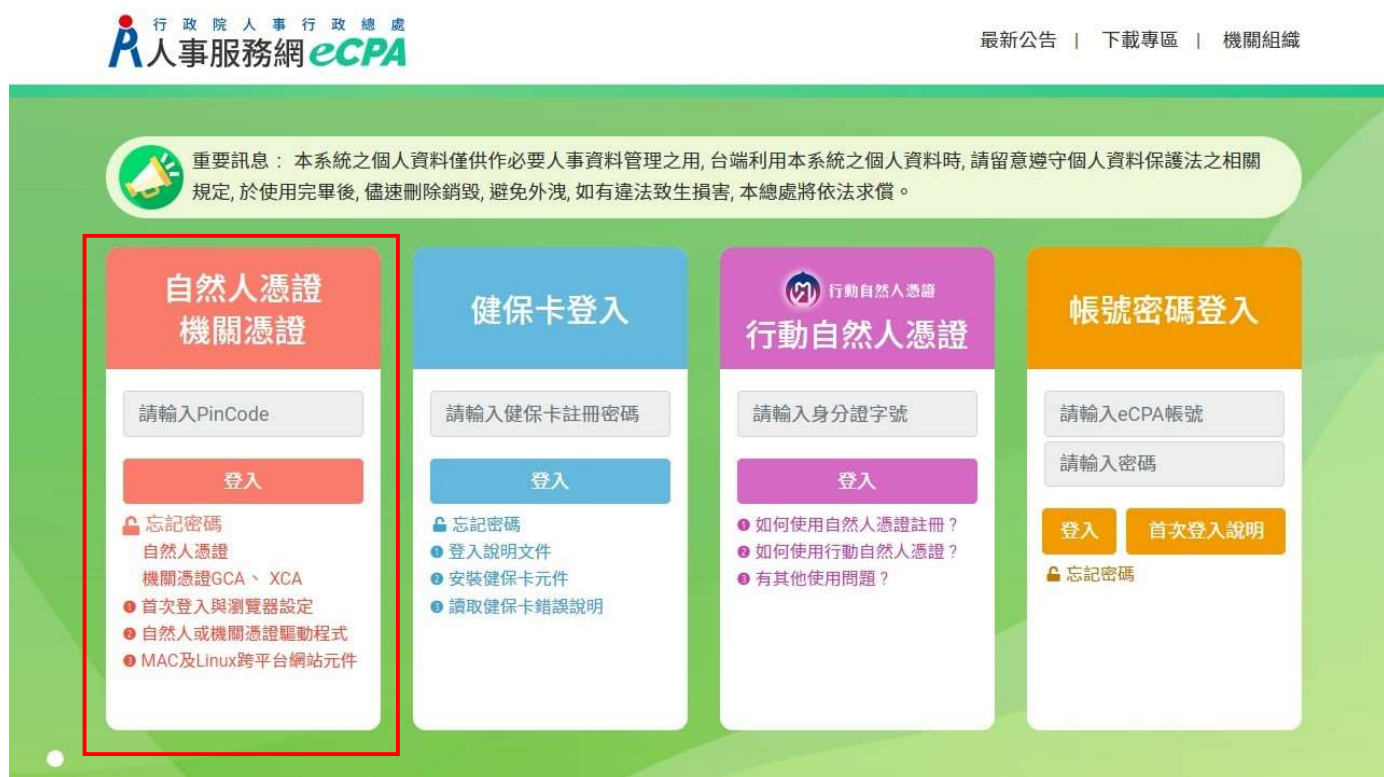 行政院人事行政總處
人事服務網eCPA
最新公告 | 下載專區 | 機關組織
重要訊息： 本系統之個人資料僅供作必要人事資料管理之用, 台端利用本系統之個人資料時, 請留意遵守個人資料保護法之相關
規定, 於使用完畢後, 儘速刪除銷毀, 避免外洩, 如有違法致生損害, 本總處將依法求償。
自然人憑證
機關憑證
請輸入PinCode
登入
忘記密碼
自然人憑證
機關憑證GCA、 XCA
❶ 首次登入與瀏覽器設定
❷ 自然人或機關憑證驅動程式
❸ MAC及Linux跨平台網站元件
健保卡登入
請輸入健保卡註冊密碼
登入
忘記密碼
❶ 登入說明文件
❷ 安裝健保卡元件
❸ 讀取健保卡錯誤說明
行動自然人憑證
行動自然人憑證
請輸入身分證字號
登入
❶ 如何使用自然人憑證註冊？
❷ 如何使用行動自然人憑證？
❸ 有其他使用問題？
帳號密碼登入
請輸入eCPA帳號
請輸入密碼
登入 首次登入說明
忘記密碼